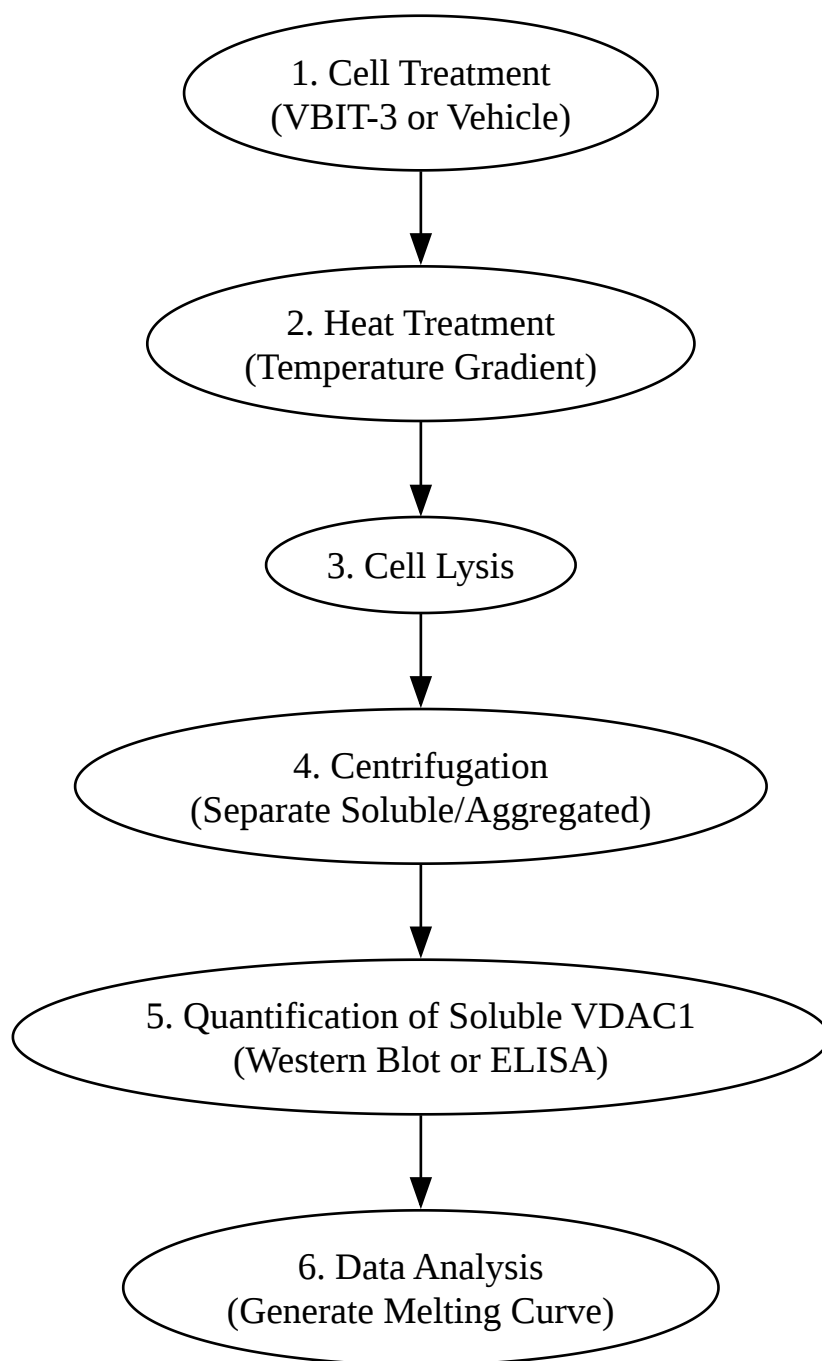 1. Cell Treatment
(VBIT-3 or Vehicle)
2. Heat Treatment
(Temperature Gradient)
3. Cell Lysis
4. Centrifugation
(Separate Soluble/Aggregated)
5. Quantification of Soluble VDAC1
(Western Blot or ELISA)
6. Data Analysis
(Generate Melting Curve)